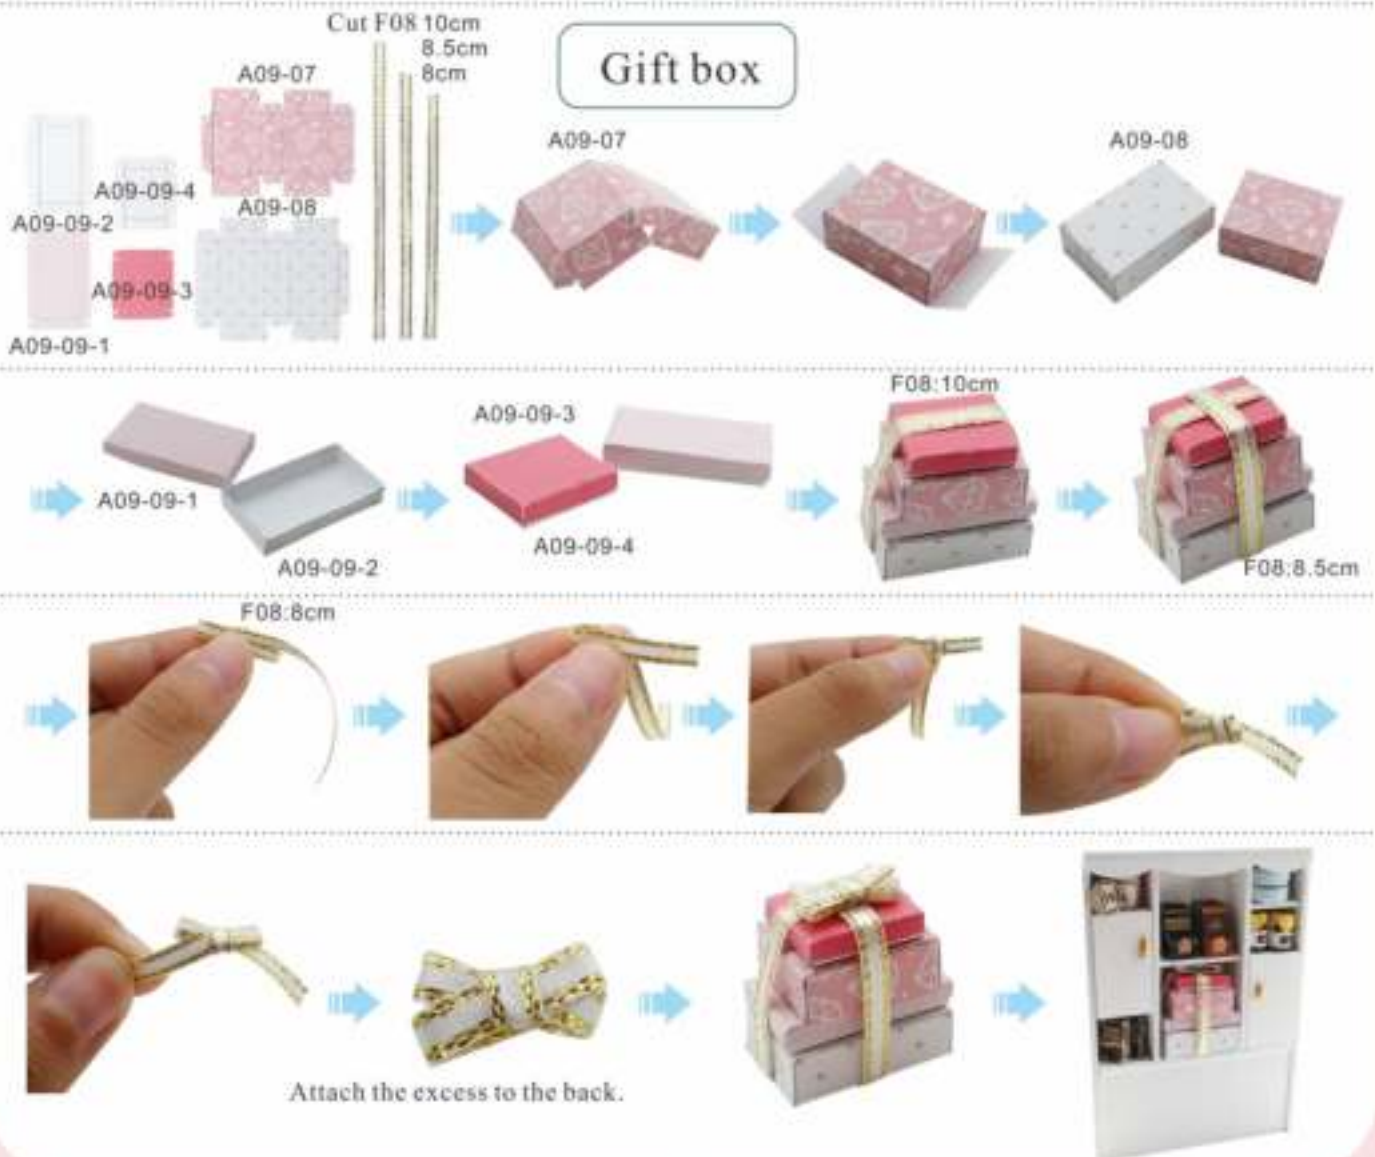 Cut F08 10cm
8.5cm
8cm
Gift box
A09-07
A09-09-4
A09-09-2
A09-08
A09-09-3
A09-09-1
A09-07
A09-08
A09-09-1
A09-09-2
A09-09-3
A09-09-4
F08:10cm
F08:8.5cm
F08:8cm
Attach the excess to the back.